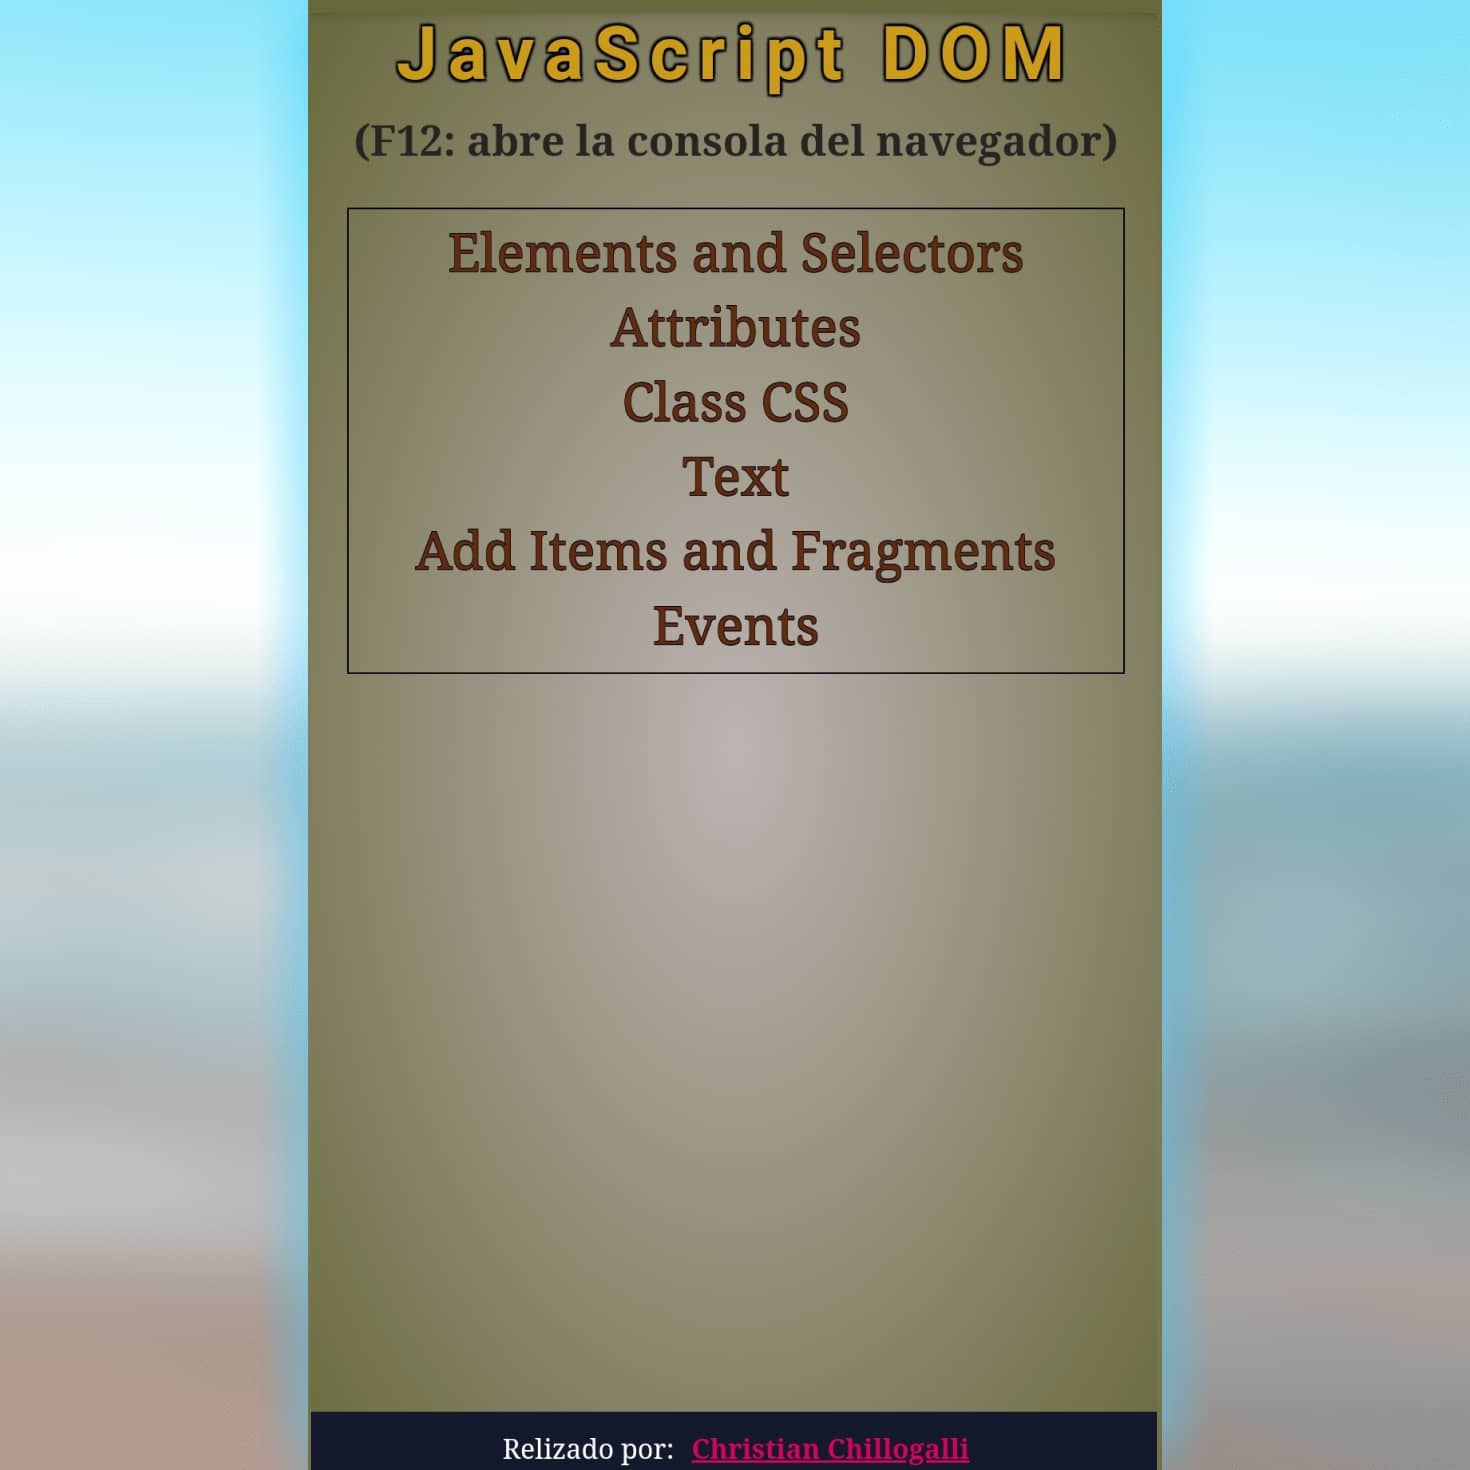 JavaScript DOM
(F12: abre la consola del navegador)
Elements and Selectors
Attributes
Class CSS
Text
Add Items and Fragments
Events
Relizado por: Christian Chillogalli